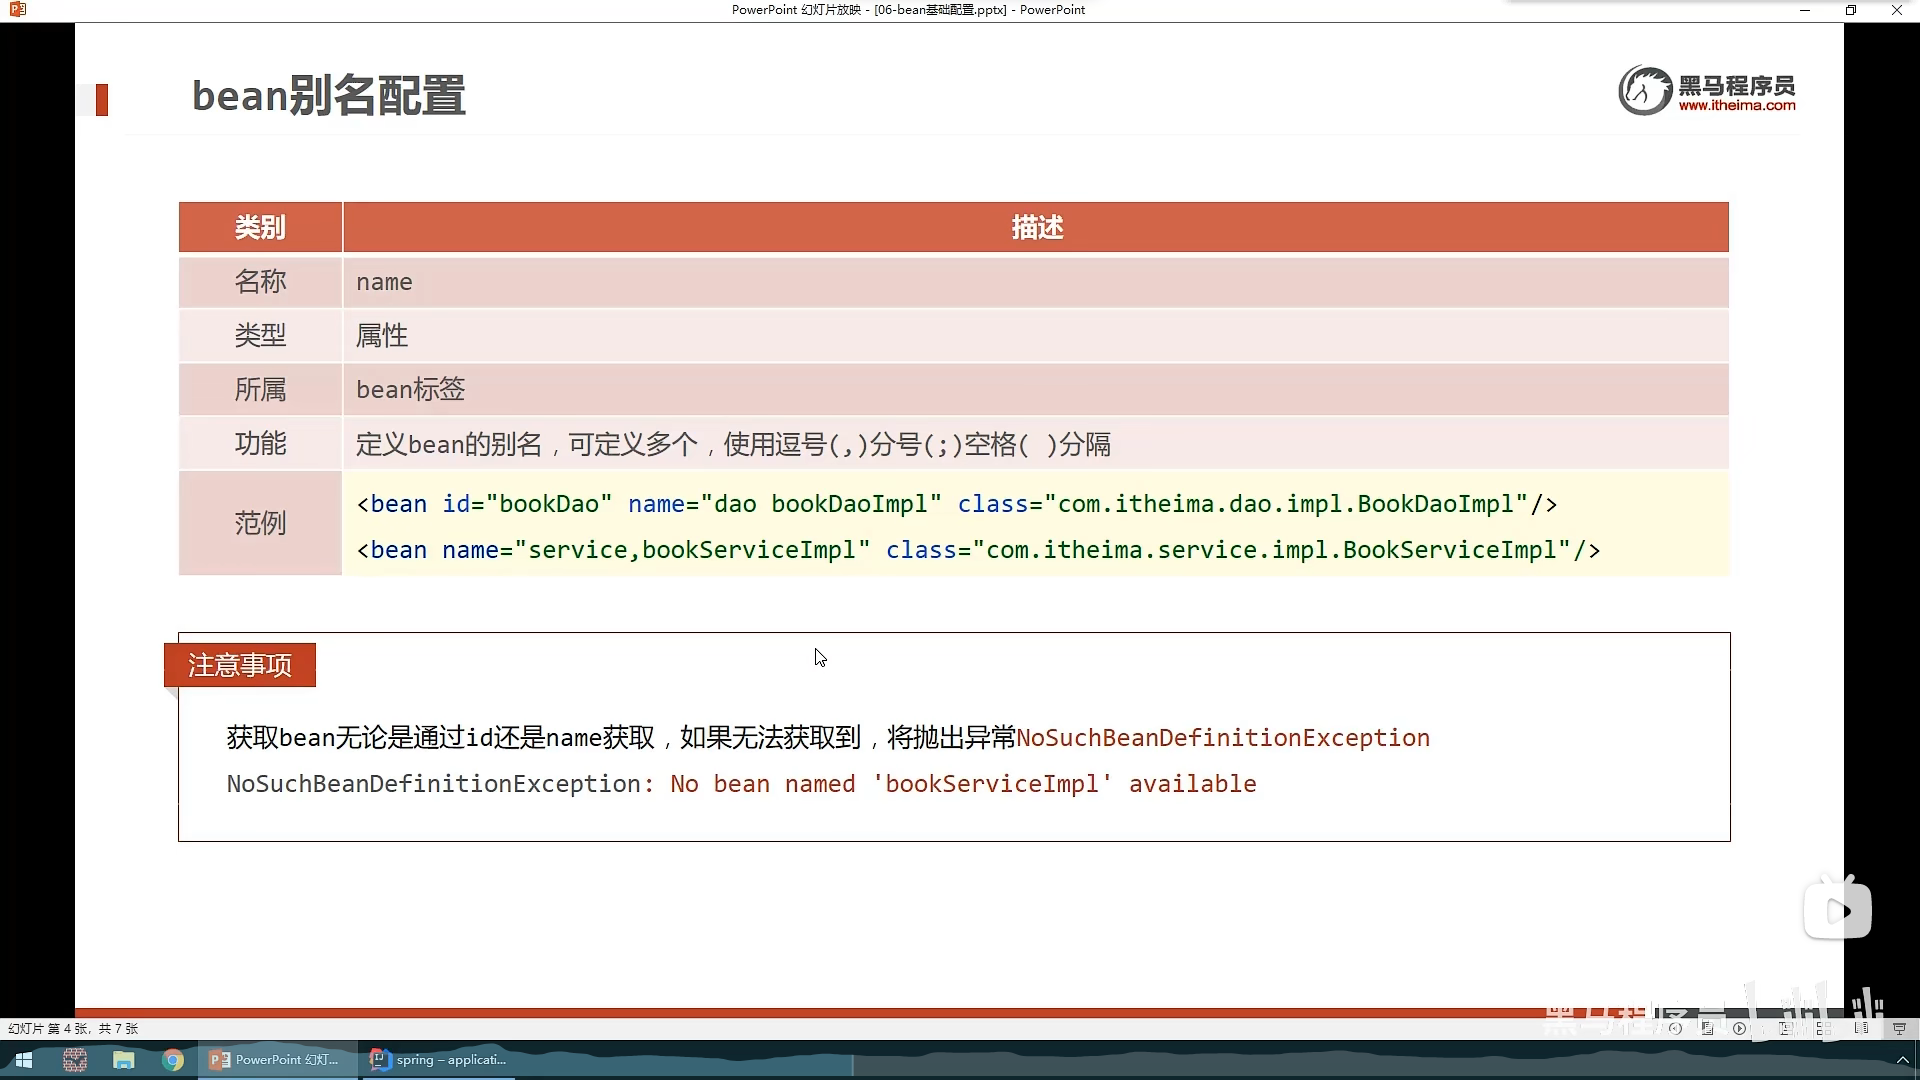 PowerPoint 幻灯片放映 - [06-bean基础配置.pptx] - PowerPoint
bean别名配置
黑马程序员
www.itheima.com
类别 描述
名称 name
类型 属性
所属 bean标签
功能 定义bean的别名，可定义多个，使用逗号(,)分号(;)空格( )分隔
范例
<bean id="bookDao" name="dao bookDaoImpl" class="com.itheima.dao.impl.BookDaoImpl"/>
<bean name="service,bookServiceImpl" class="com.itheima.service.impl.BookServiceImpl"/>
注意事项
获取bean无论是通过id还是name获取，如果无法获取到，将抛出异常NoSuchBeanDefinitionException
NoSuchBeanDefinitionException: No bean named 'bookServiceImpl' available
黑马程序员
幻灯片 第 4 张，共 7 张
PowerPoint 幻灯...
spring – applicati...